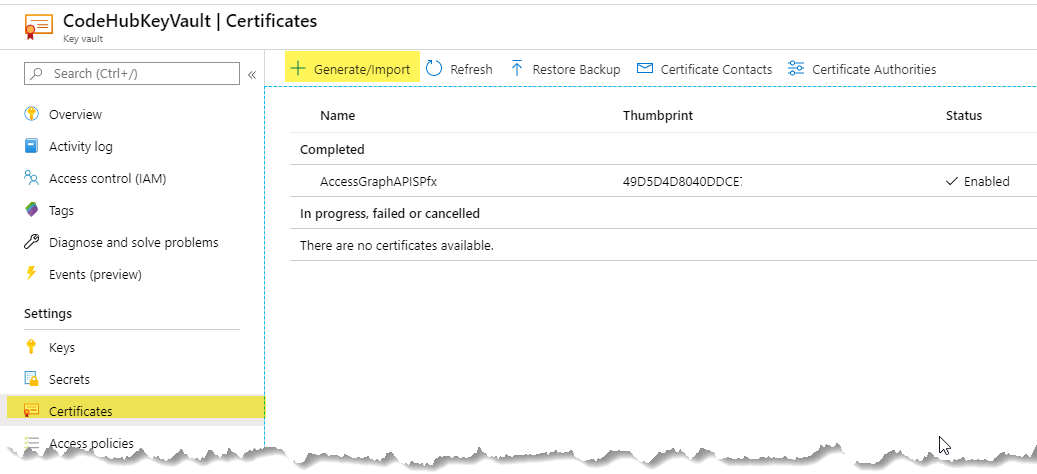 CodeHubKeyVault | Certificates
Key vault
Search (Ctrl+/)
«
Generate/Import
Refresh
Restore Backup
Certificate Contacts
Certificate Authorities
Overview
Activity log
Access control (IAM)
Tags
Diagnose and solve problems
Events (preview)
Settings
Keys
Secrets
Certificates
Access policies
Name Thumbprint Status
Completed
AccessGraphAPISPfx 49D5D4D8040DDCE Enabled
In progress, failed or cancelled
There are no certificates available.